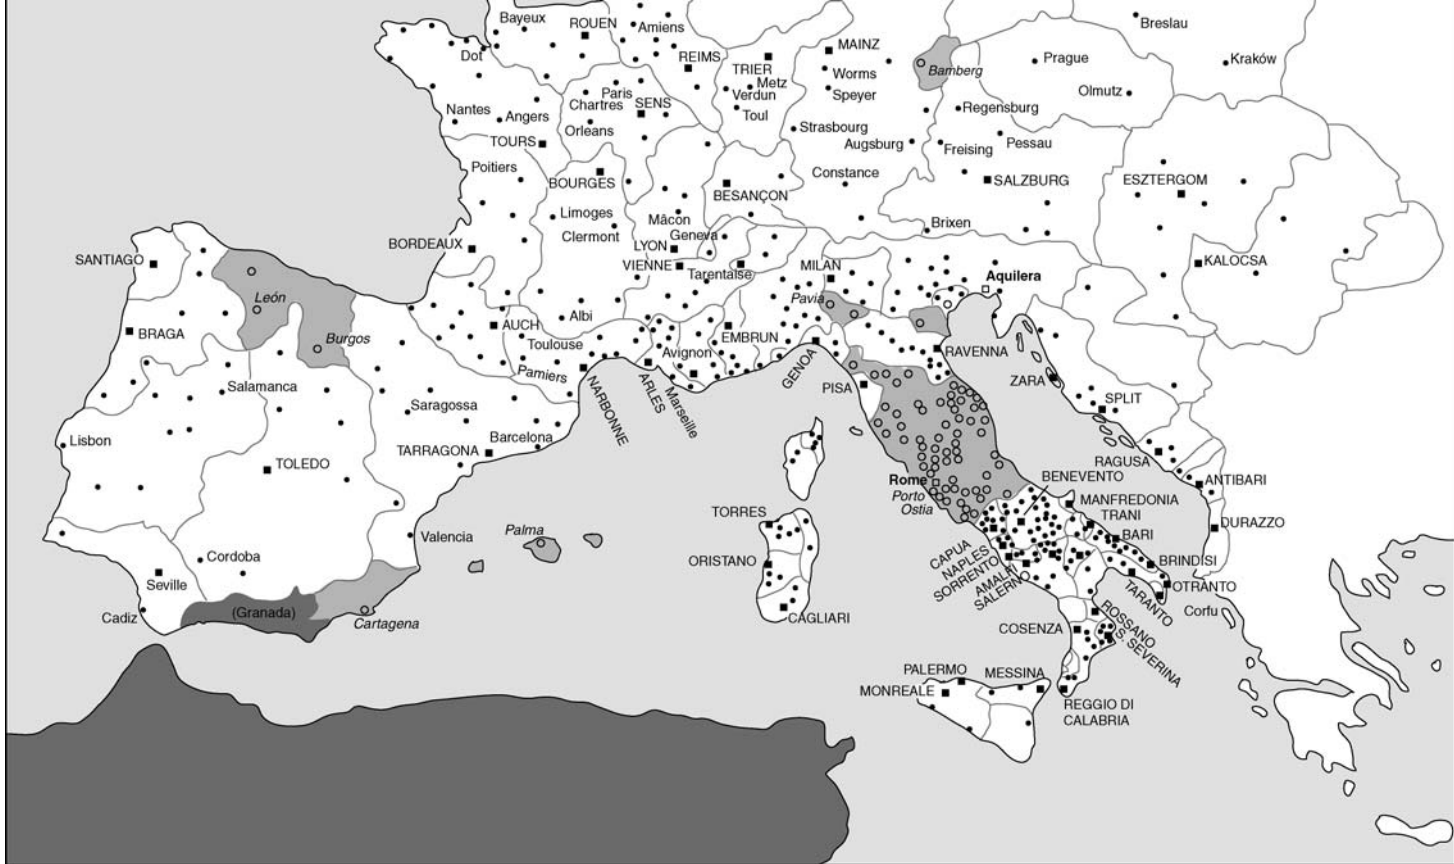 Bayeux
ROUEN
Amiens
Breslau
Dot
REIMS
MAINZ
Bamberg
Prague
Kraków
TRIER
Metz
Worms
Verdun
Speyer
Olmutz
Paris
Chartres
SENS
Toul
Regensburg
Nantes
Angers
Orleans
Strasbourg
TOURS
Augsburg
Freising
Pessau
Poitiers
BOURGES
BESANÇON
Constance
SALZBURG
ESZTERGOM
Limoges
Mâcon
Clermont
Geneva
Brixen
BORDEAUX
LYON
SANTIAGO
VIENNE
Tarentaise
MILAN
Aquilera
KALOCSA
León
Pavia
BRAGA
Burgos
AUCH
Albi
Toulouse
EMBRUN
Avignon
RAVENNA
GENOA
Pamiers
Salamanca
NARBONNE
ARLES
Marseille
PISA
ZARA
SPLIT
Saragossa
Lisbon
Barcelona
TARRAGONA
TOLEDO
RAGUSA
BENEVENTO
ANTIBARI
Rome
Porto
Ostia
MANFREDONIA
TRANI
BARI
TORRES
DURAZZO
Palma
Valencia
CAPUA
NAPLES
SORRENTO
AMALFI
SALERNO
BRINDISI
Cordoba
ORISTANO
Seville
TARANTO
OTRANTO
Corfu
Cadiz
(Granada)
Cartagena
CAGLIARI
COSENZA
ROSSANO
S. SEVERINA
PALERMO
MESSINA
MONREALE
REGGIO DI
CALABRIA